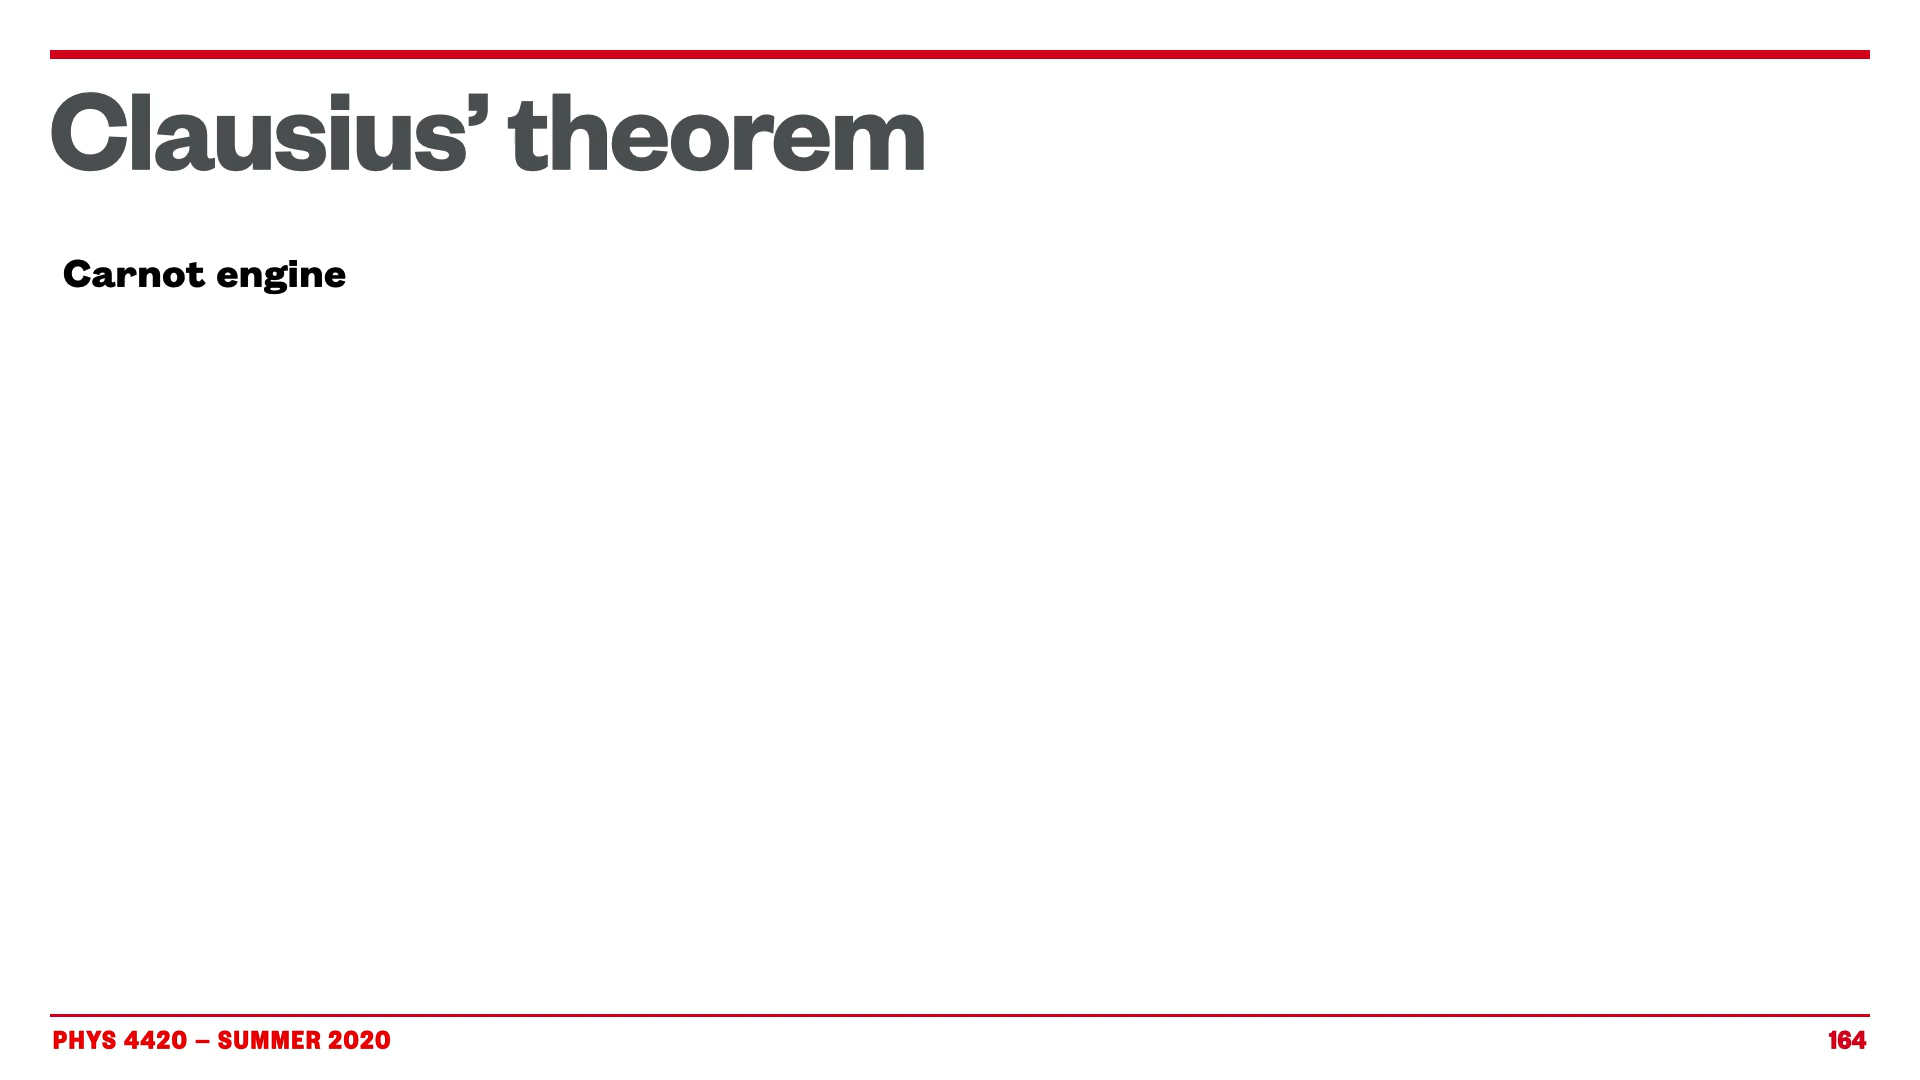 Clausius’ theorem
Carnot engine
PHYS 4420 – SUMMER 2020
164